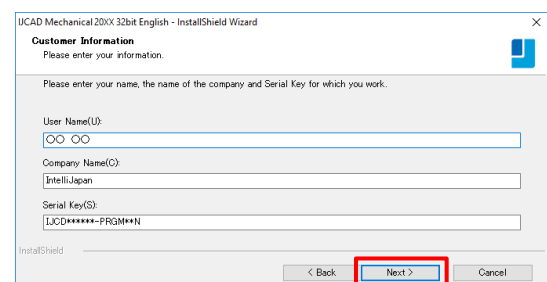 IJCAD Mechanical 20XX 32bit English - InstallShield Wizard
Customer Information
Please enter your information.
Please enter your name, the name of the company and Serial Key for which you work.
User Name(U):
○○ ○○
Company Name(C):
IntelliJapan
Serial Key(S):
IJCD******-PRGM**N
InstallShield
< Back
Next >
Cancel